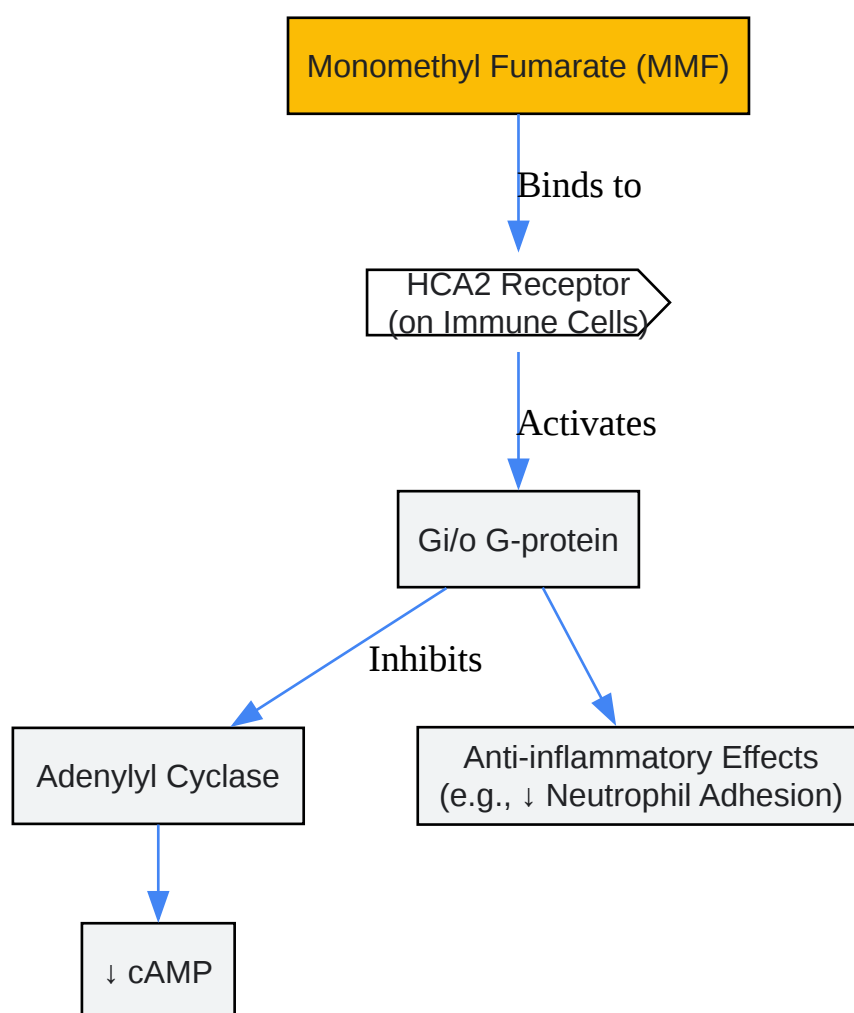 Monomethyl Fumarate (MMF)
Binds to
HCA2 Receptor
(on Immune Cells)
Activates
Gi/o G-protein
Inhibits
Adenylyl Cyclase
Anti-inflammatory Effects
(e.g., ↓ Neutrophil Adhesion)
↓ cAMP